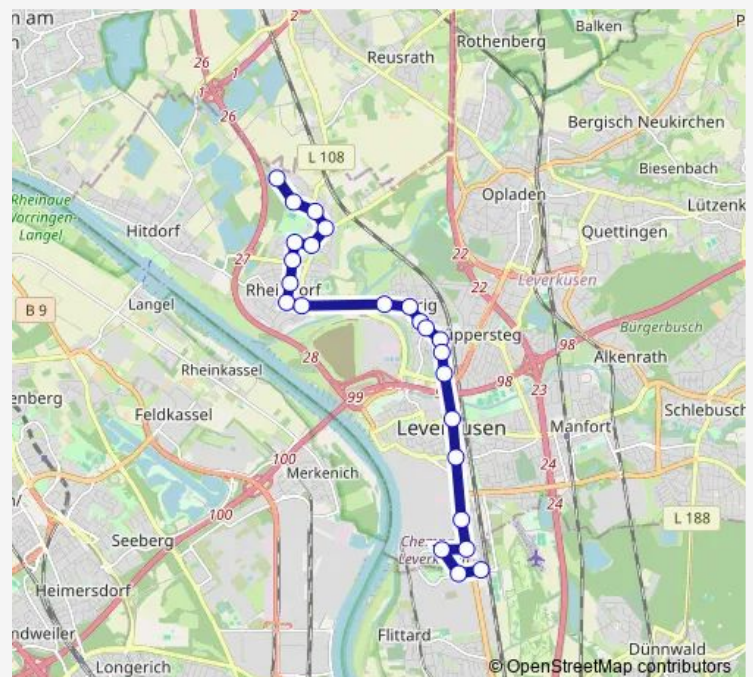 m am
n
26
2
Reusrath
Rothenberg
Balken
P
1
1
26
Bergisch Neukirchen
L 108
Biesenbach
Rheinaue
Worringen-
Langel
Hitdorf
Opladen
Lützenk
Quettingen
27
22
22
Leverkusen
B 9
Langel
Bürgerbusch
98
Rheinkassel
28
98
Alkenrath
23
enberg
99
Feldkassel
Schlebusch
Leverkusen
Manfort
100
Merkenich
24
n/
100
24
Seeberg
L 188
Heimersdorf
ndweiler
Flittard
Dünnwald
Longerich
© OpenStreetMap contributors